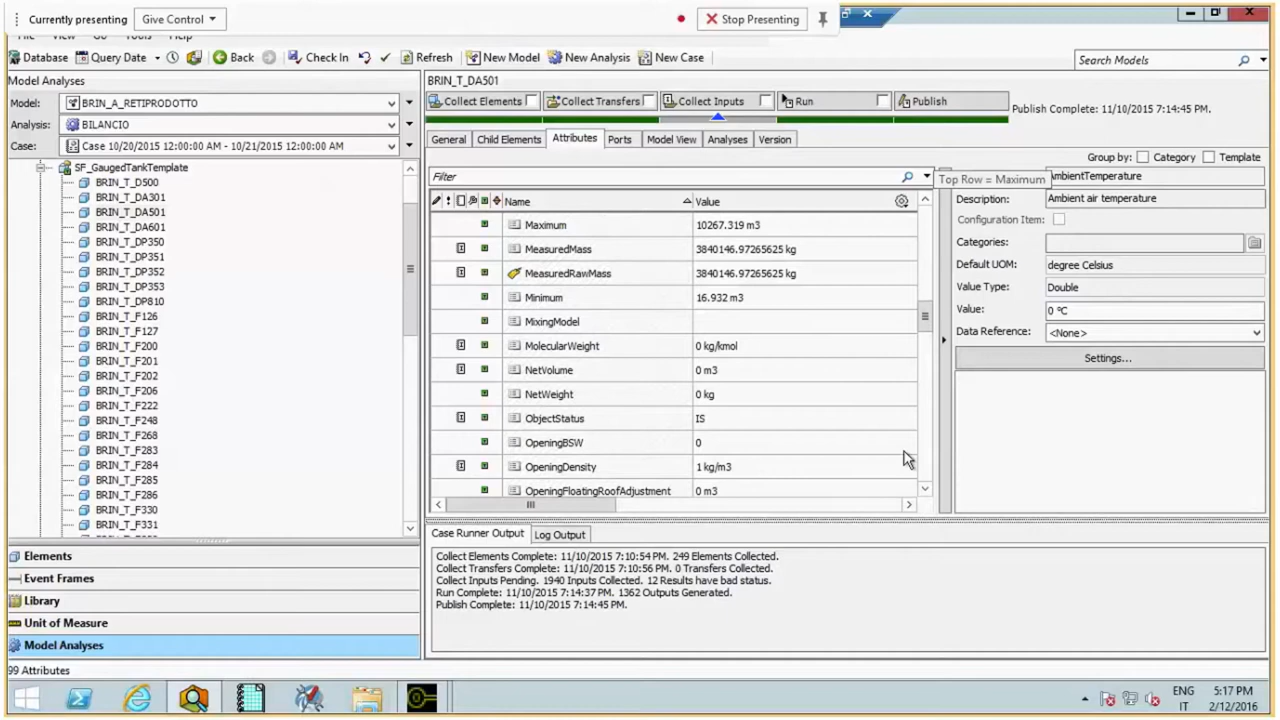 Currently presenting Give Control Stop Presenting
Database Query Date Back Check In Refresh New Model New Analysis New Case Search Models
Model Analyses
BRIN_T_DA501
Model: BRIN_A_RETIPRODOTTO
Analysis: BILANCIO
Case: Case 10/20/2015 12:00:00 AM - 10/21/2015 12:00:00 AM
Collect Elements Collect Transfers Collect Inputs Run Publish Publish Complete: 11/10/2015 7:14:45 PM.
General Child Elements Attributes Ports Model View Analyses Version
Group by: Category Template
SF_GaugedTankTemplate
BRIN_T_D500
BRIN_T_DA301
BRIN_T_DA501
BRIN_T_DA601
BRIN_T_DP350
BRIN_T_DP351
BRIN_T_DP352
BRIN_T_DP353
BRIN_T_DP810
BRIN_T_F126
BRIN_T_F127
BRIN_T_F200
BRIN_T_F201
BRIN_T_F202
BRIN_T_F206
BRIN_T_F222
BRIN_T_F248
BRIN_T_F268
BRIN_T_F283
BRIN_T_F284
BRIN_T_F285
BRIN_T_F286
BRIN_T_F330
BRIN_T_F331
Elements
Event Frames
Library
Unit of Measure
Model Analyses
99 Attributes
Filter
Top Row = Maximum
Name Value
Maximum 10267.319 m3
MeasuredMass 3840146.97265625 kg
MeasuredRawMass 3840146.97265625 kg
Minimum 16.932 m3
MixingModel
MolecularWeight 0 kg/kmol
NetVolume 0 m3
NetWeight 0 kg
ObjectStatus IS
OpeningBSW 0
OpeningDensity 1 kg/m3
OpeningFloatingRoofAdjustment 0 m3
AmbientTemperature
Description: Ambient air temperature
Configuration Item:
Categories:
Default UOM: degree Celsius
Value Type: Double
Value: 0 °C
Data Reference: <None>
Settings...
Case Runner Output Log Output
Collect Elements Complete: 11/10/2015 7:10:54 PM. 249 Elements Collected.
Collect Transfers Complete: 11/10/2015 7:10:56 PM. 0 Transfers Collected.
Collect Inputs Pending. 1940 Inputs Collected. 12 Results have bad status.
Run Complete: 11/10/2015 7:14:37 PM. 1362 Outputs Generated.
Publish Complete: 11/10/2015 7:14:45 PM.
ENG 5:17 PM
IT 2/12/2016